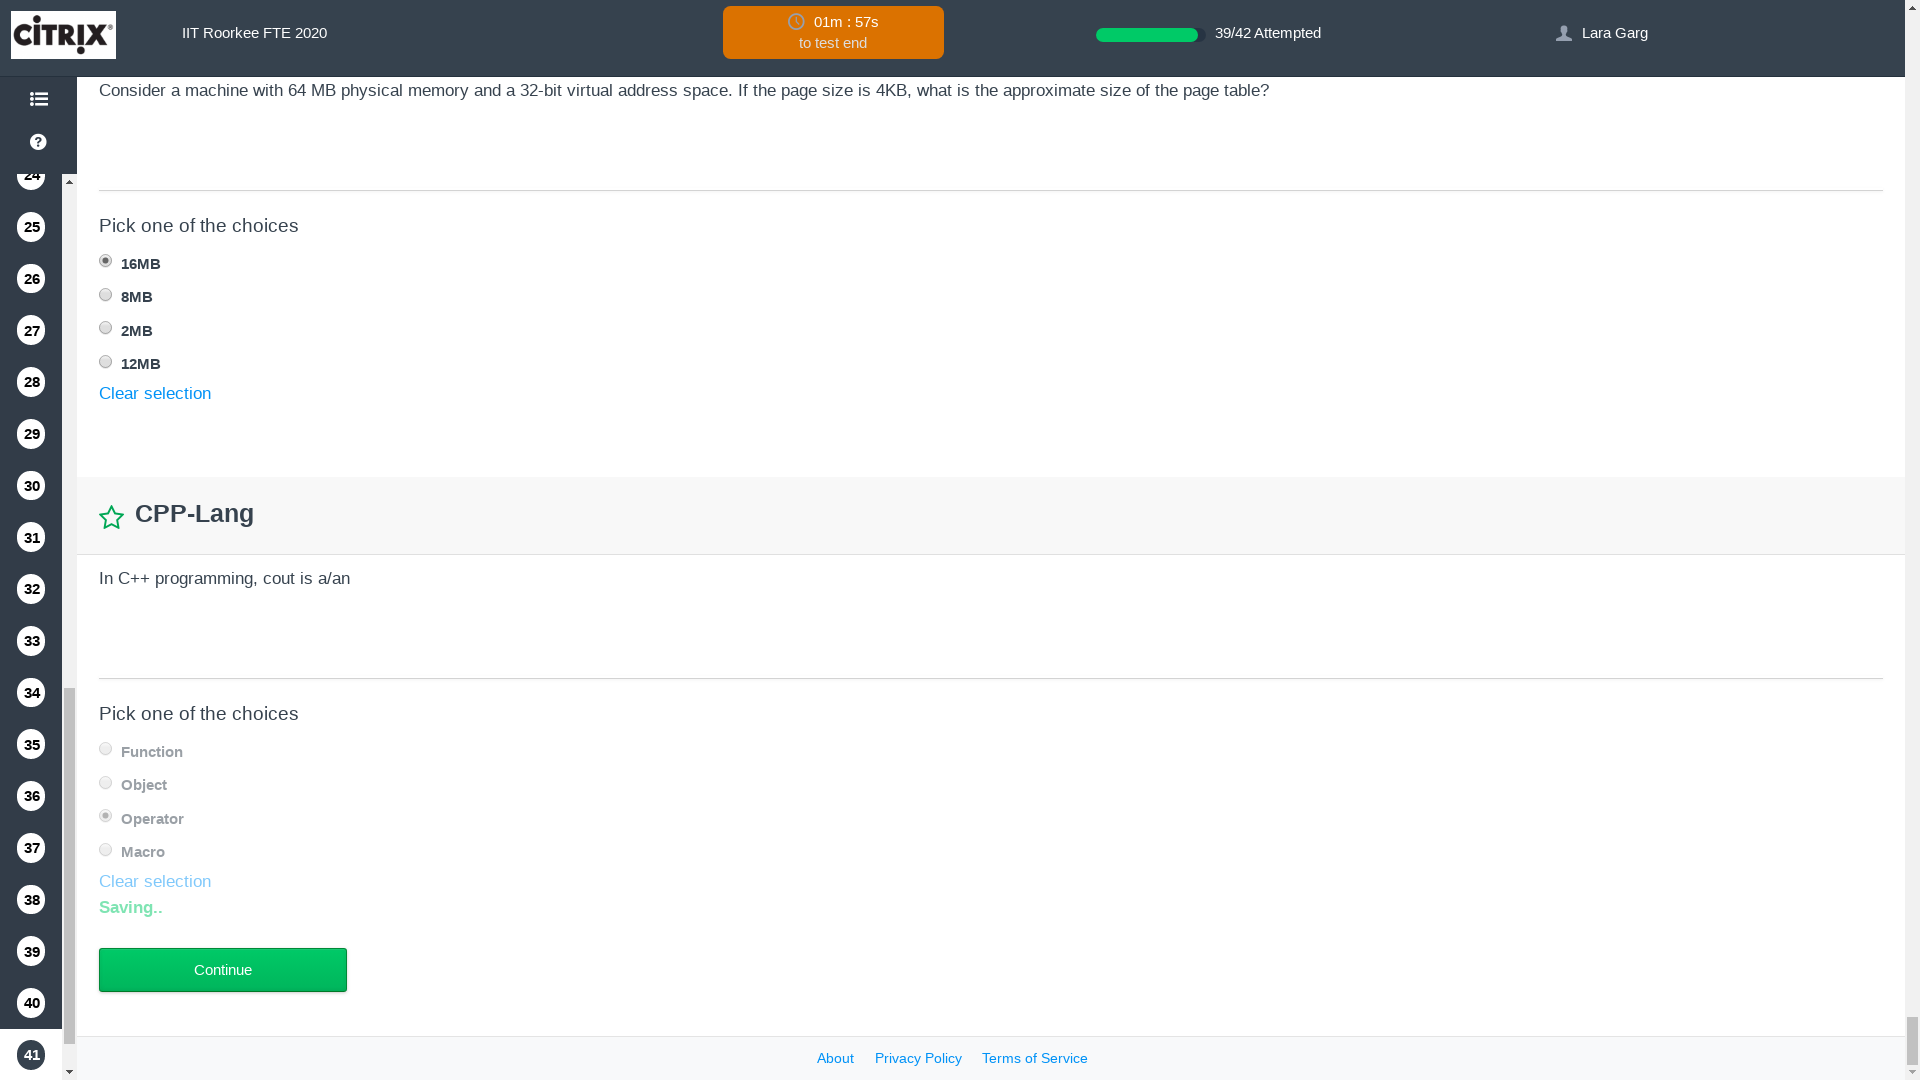 CİTRIX®
IIT Roorkee FTE 2020
01m : 57s
to test end
39/42 Attempted
Lara Garg
Consider a machine with 64 MB physical memory and a 32-bit virtual address space. If the page size is 4KB, what is the approximate size of the page table?
24
25
26
27
28
29
30
31
32
33
34
35
36
37
38
39
40
41
Pick one of the choices
16MB
8MB
2MB
12MB
Clear selection
CPP-Lang
In C++ programming, cout is a/an
Pick one of the choices
Function
Object
Operator
Macro
Clear selection
Saving..
Continue
About Privacy Policy Terms of Service